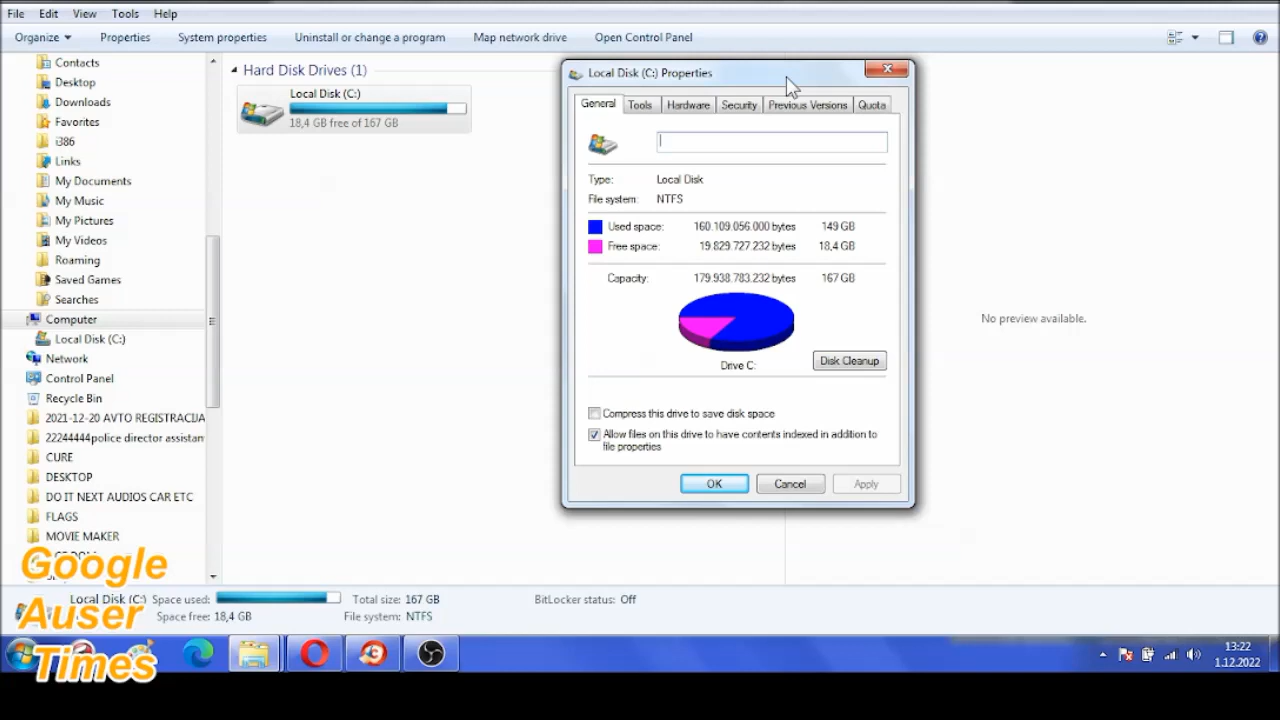 File Edit View Tools Help
Organize Properties System properties Uninstall or change a program Map network drive Open Control Panel
Contacts
Desktop
Downloads
Favorites
i386
Links
My Documents
My Music
My Pictures
My Videos
Roaming
Saved Games
Searches
Computer
Local Disk (C:)
Network
Control Panel
Recycle Bin
2021-12-20 AVTO REGISTRACIJA
22244444police director assistan
CURE
DESKTOP
DO IT NEXT AUDIOS CAR ETC
FLAGS
MOVIE MAKER
Hard Disk Drives (1)
Local Disk (C:)
18,4 GB free of 167 GB
Local Disk (C:) Properties
General Tools Hardware Security Previous Versions Quota
Type: Local Disk
File system: NTFS
Used space: 160.109.056.000 bytes 149 GB
Free space: 19.829.727.232 bytes 18,4 GB
Capacity: 179.938.783.232 bytes 167 GB
Drive C:
Disk Cleanup
Compress this drive to save disk space
Allow files on this drive to have contents indexed in addition to
file properties
OK Cancel Apply
No preview available.
Local Disk (C:) Space used: Total size: 167 GB BitLocker status: Off
Space free: 18,4 GB File system: NTFS
Google
Auser
Times
13:22
1.12.2022